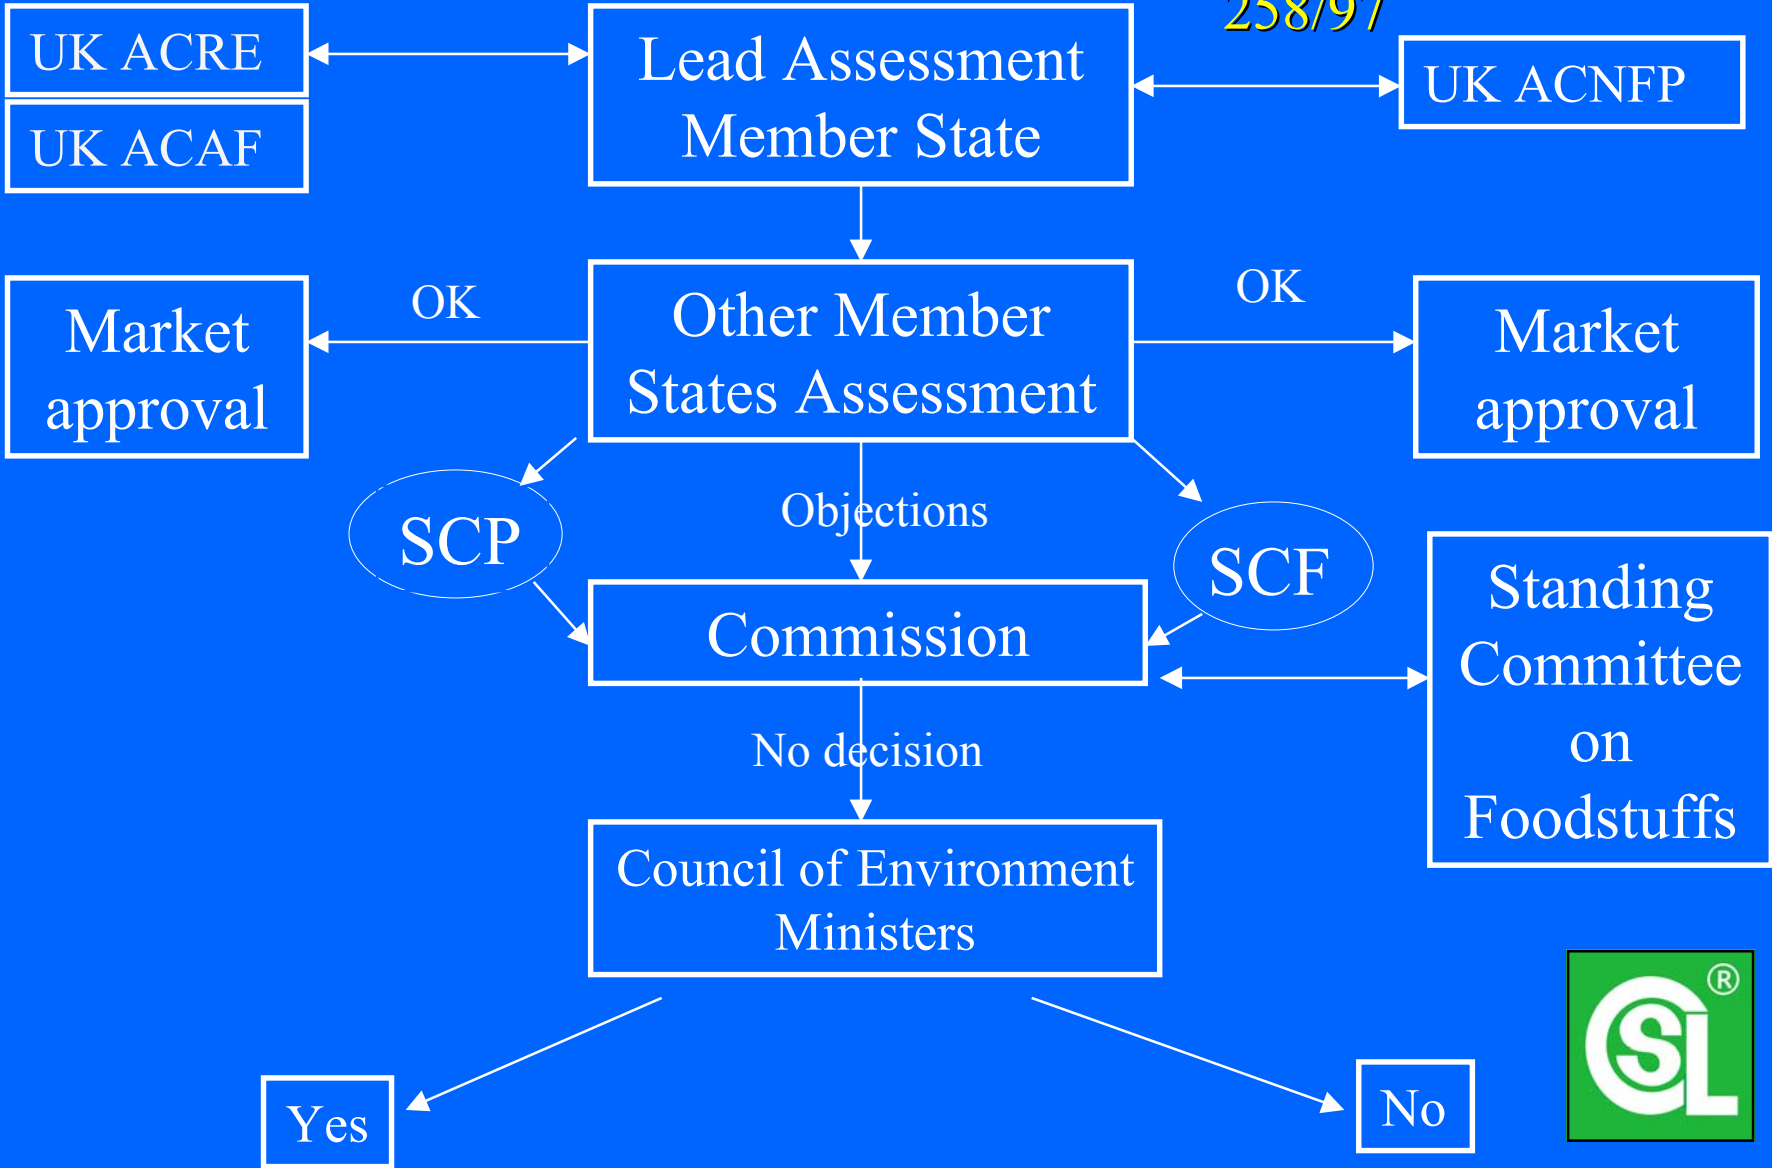 258/97
UK ACRE
Lead Assessment
Member State
UK ACNFP
UK ACAF
Market
approval
OK
Other Member
States Assessment
OK
Market
approval
SCP
Objections
SCF
Commission
Standing
Committee
on
Foodstuffs
No decision
Council of Environment
Ministers
Yes
No
CSL®